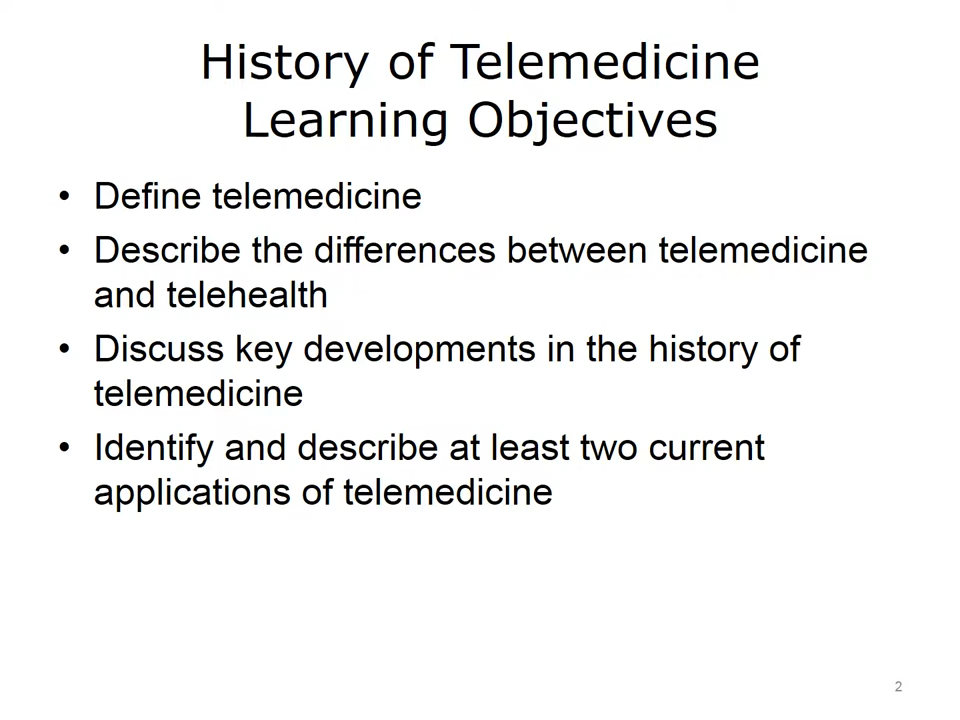 History of Telemedicine
Learning Objectives
• Define telemedicine
• Describe the differences between telemedicine
and telehealth
• Discuss key developments in the history of
telemedicine
• Identify and describe at least two current
applications of telemedicine
2